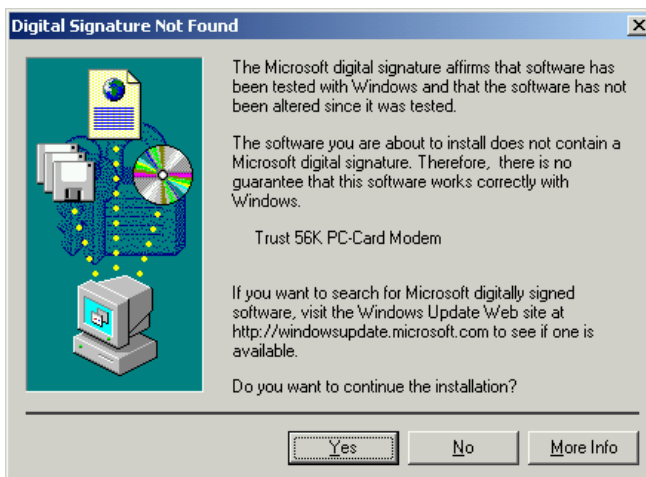 Digital Signature Not Found
The Microsoft digital signature affirms that software has
been tested with Windows and that the software has not
been altered since it was tested.
The software you are about to install does not contain a
Microsoft digital signature. Therefore, there is no
guarantee that this software works correctly with
Windows.
Trust 56K PC-Card Modem
If you want to search for Microsoft digitally signed
software, visit the Windows Update Web site at
http://windowsupdate.microsoft.com to see if one is
available.
Do you want to continue the installation?
Yes
No
More Info